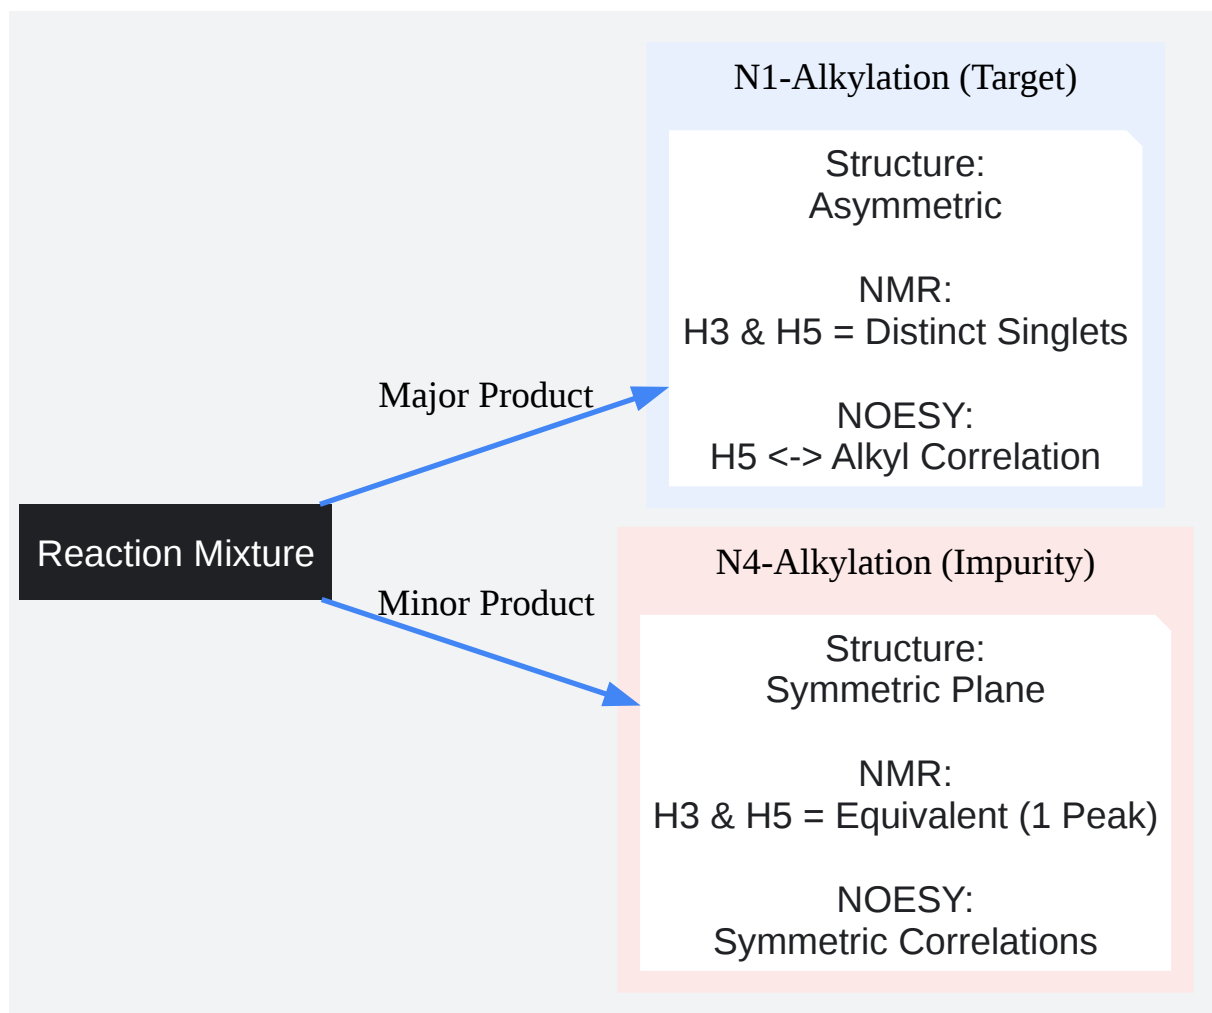 N1-Alkylation (Target)
Structure:
Asymmetric
NMR:
H3 & H5 = Distinct Singlets
NOESY:
H5 <-> Alkyl Correlation
Major Product
Reaction Mixture
Minor Product
N4-Alkylation (Impurity)
Structure:
Symmetric Plane
NMR:
H3 & H5 = Equivalent (1 Peak)
NOESY:
Symmetric Correlations